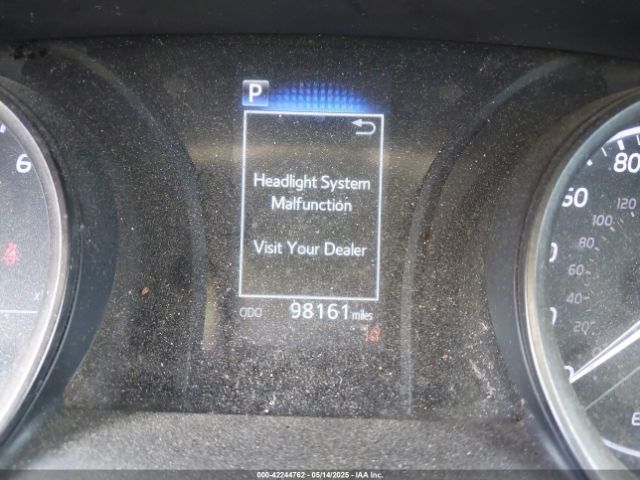 P
Headlight System
Malfunction
Visit Your Dealer
ODO 98161 miles
6
x
80
60
120
100
80
60
20
E
000-42244762 — 05/14/2025 — IAA Inc.